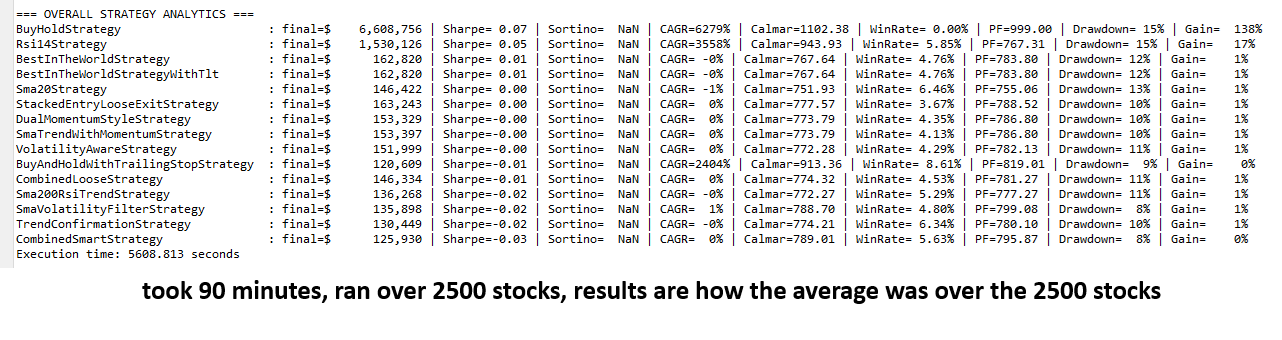 === OVERALL STRATEGY ANALYTICS ===
BuyHoldStrategy : final=$ 6,608,756 | Sharpe= 0.07 | Sortino= NaN | CAGR=6279% | Calmar=1102.38 | WinRate= 0.00% | PF=999.00 | Drawdown= 15% | Gain= 138%
Rsi14Strategy : final=$ 1,530,126 | Sharpe= 0.05 | Sortino= NaN | CAGR=3558% | Calmar=943.93 | WinRate= 5.85% | PF=767.31 | Drawdown= 15% | Gain= 17%
BestInTheWorldStrategy : final=$ 162,820 | Sharpe= 0.01 | Sortino= NaN | CAGR= -0% | Calmar=767.64 | WinRate= 4.76% | PF=783.80 | Drawdown= 12% | Gain= 1%
BestInTheWorldStrategyWithTlt : final=$ 162,820 | Sharpe= 0.01 | Sortino= NaN | CAGR= -0% | Calmar=767.64 | WinRate= 4.76% | PF=783.80 | Drawdown= 12% | Gain= 1%
Sma20Strategy : final=$ 146,422 | Sharpe= 0.00 | Sortino= NaN | CAGR= -1% | Calmar=751.93 | WinRate= 6.46% | PF=755.06 | Drawdown= 13% | Gain= 1%
StackedEntryLooseExitStrategy : final=$ 163,243 | Sharpe= 0.00 | Sortino= NaN | CAGR= 0% | Calmar=777.57 | WinRate= 3.67% | PF=788.52 | Drawdown= 10% | Gain= 1%
DualMomentumStyleStrategy : final=$ 153,329 | Sharpe=-0.00 | Sortino= NaN | CAGR= 0% | Calmar=773.79 | WinRate= 4.35% | PF=786.80 | Drawdown= 10% | Gain= 1%
SmaTrendWithMomentumStrategy : final=$ 153,397 | Sharpe=-0.00 | Sortino= NaN | CAGR= 0% | Calmar=773.79 | WinRate= 4.13% | PF=786.80 | Drawdown= 10% | Gain= 1%
VolatilityAwareStrategy : final=$ 151,999 | Sharpe=-0.00 | Sortino= NaN | CAGR= 0% | Calmar=772.28 | WinRate= 4.29% | PF=782.13 | Drawdown= 11% | Gain= 1%
BuyAndHoldWithTrailingStopStrategy : final=$ 120,609 | Sharpe=-0.01 | Sortino= NaN | CAGR=2404% | Calmar=913.36 | WinRate= 8.61% | PF=819.01 | Drawdown= 9% | Gain= 0%
CombinedLooseStrategy : final=$ 146,334 | Sharpe=-0.01 | Sortino= NaN | CAGR= 0% | Calmar=774.32 | WinRate= 4.53% | PF=781.27 | Drawdown= 11% | Gain= 1%
Sma200RsiTrendStrategy : final=$ 136,268 | Sharpe=-0.02 | Sortino= NaN | CAGR= -0% | Calmar=772.27 | WinRate= 5.29% | PF=777.27 | Drawdown= 11% | Gain= 1%
SmaVolatilityFilterStrategy : final=$ 135,898 | Sharpe=-0.02 | Sortino= NaN | CAGR= 1% | Calmar=788.70 | WinRate= 4.80% | PF=799.08 | Drawdown= 8% | Gain= 1%
TrendConfirmationStrategy : final=$ 130,449 | Sharpe=-0.02 | Sortino= NaN | CAGR= -0% | Calmar=774.21 | WinRate= 6.34% | PF=780.10 | Drawdown= 10% | Gain= 1%
CombinedSmartStrategy : final=$ 125,930 | Sharpe=-0.03 | Sortino= NaN | CAGR= 0% | Calmar=789.01 | WinRate= 5.63% | PF=795.87 | Drawdown= 8% | Gain= 0%
Execution time: 5608.813 seconds
took 90 minutes, ran over 2500 stocks, results are how the average was over the 2500 stocks